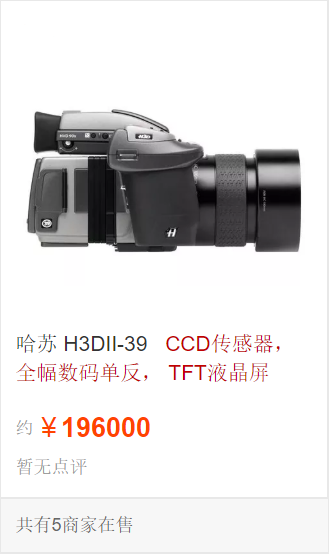 哈苏 H3DII-39 CCD传感器，
全幅数码单反， TFT液晶屏
约 ￥196000
暂无点评
共有5商家在售